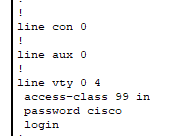 !
line con 0
!
line aux 0
!
line vty 0 4
 access-class 99 in
 password cisco
 login